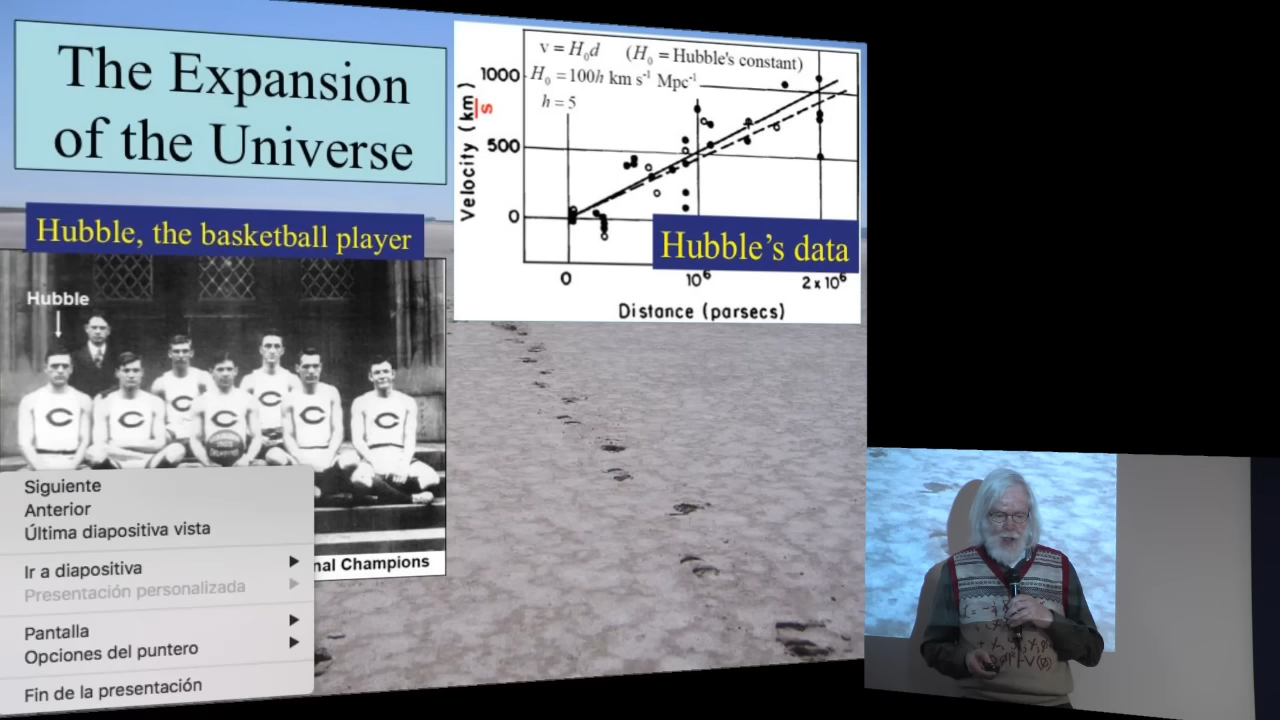 The Expansion
of the Universe
Hubble, the basketball player
Hubble
C C C C C C C
nal Champions
v = H₀d (H₀ = Hubble's constant)
H₀ = 100h km s⁻¹ Mpc⁻¹
h = 5
Velocity (km/s)
1000
500
0
Hubble's data
0 10⁶ 2 x 10⁶
Distance (parsecs)
Siguiente
Anterior
Última diapositiva vista
Ir a diapositiva
Presentación personalizada
Pantalla
Opciones del puntero
Fin de la presentación